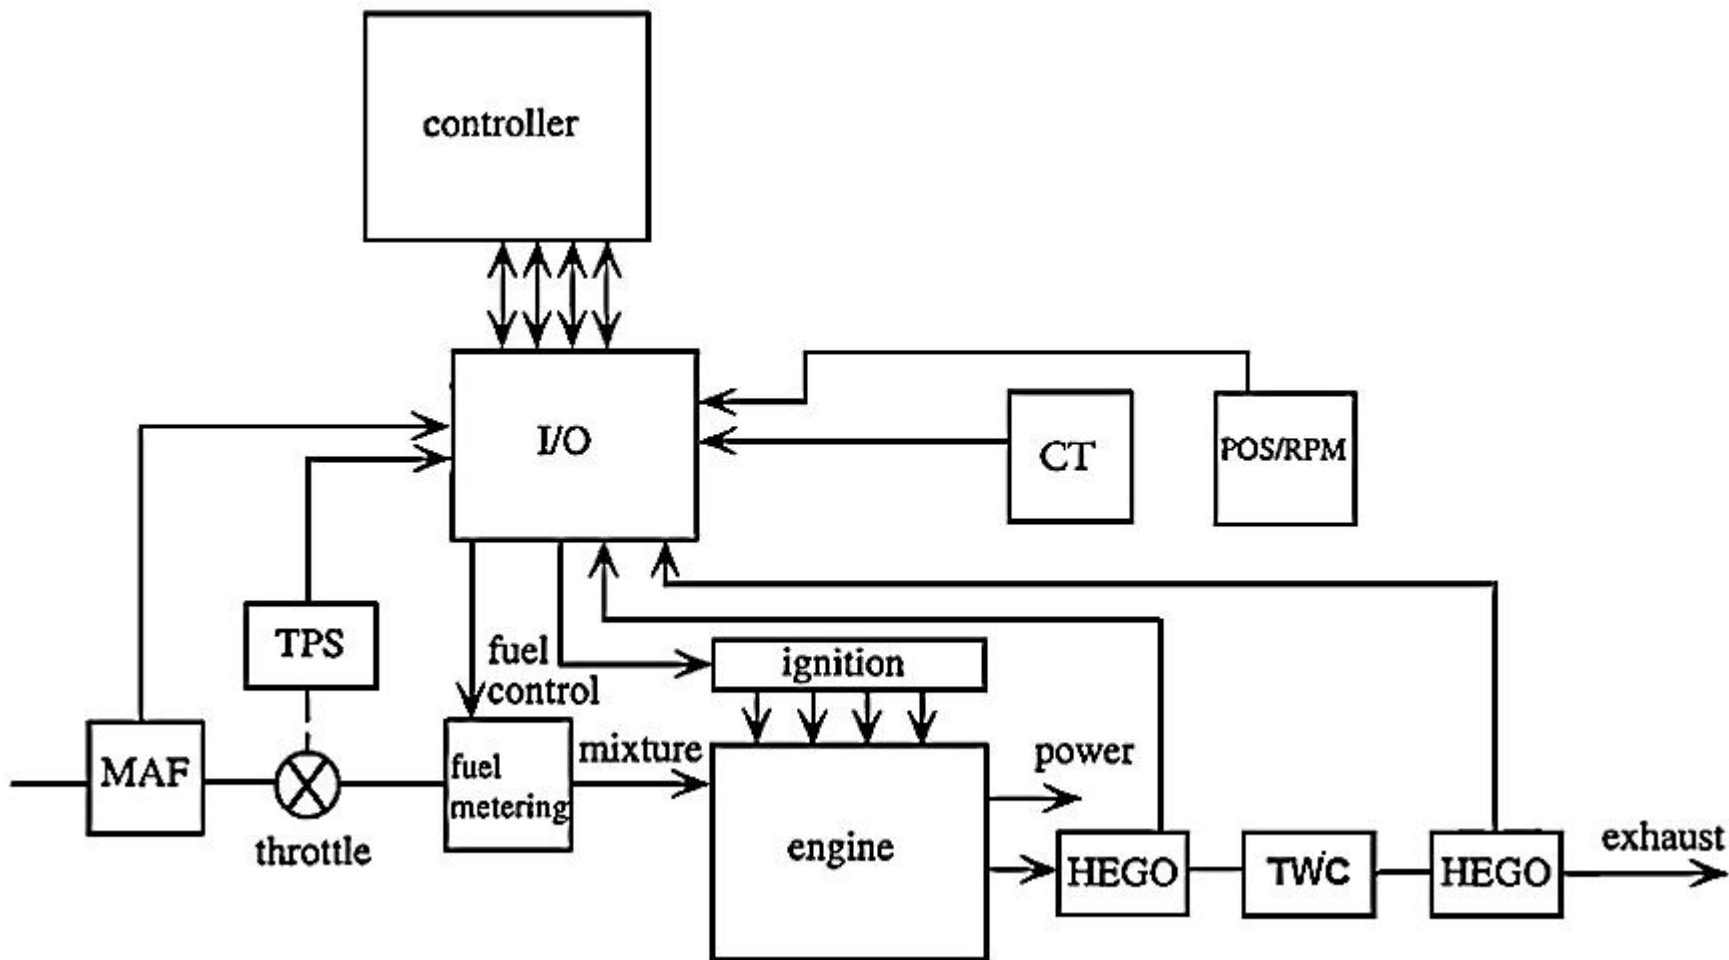 controller
I/O
CT
POS/RPM
TPS
fuel
control
ignition
MAF
throttle
fuel
metering
mixture
engine
power
HEGO
TWC
HEGO
exhaust